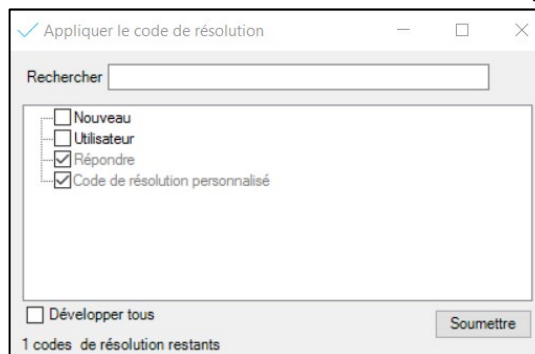 Appliquer le code de résolution
Rechercher
Nouveau
Utilisateur
Répondre
Code de résolution personnalisé
Développer tous
Soumettre
1 codes de résolution restants